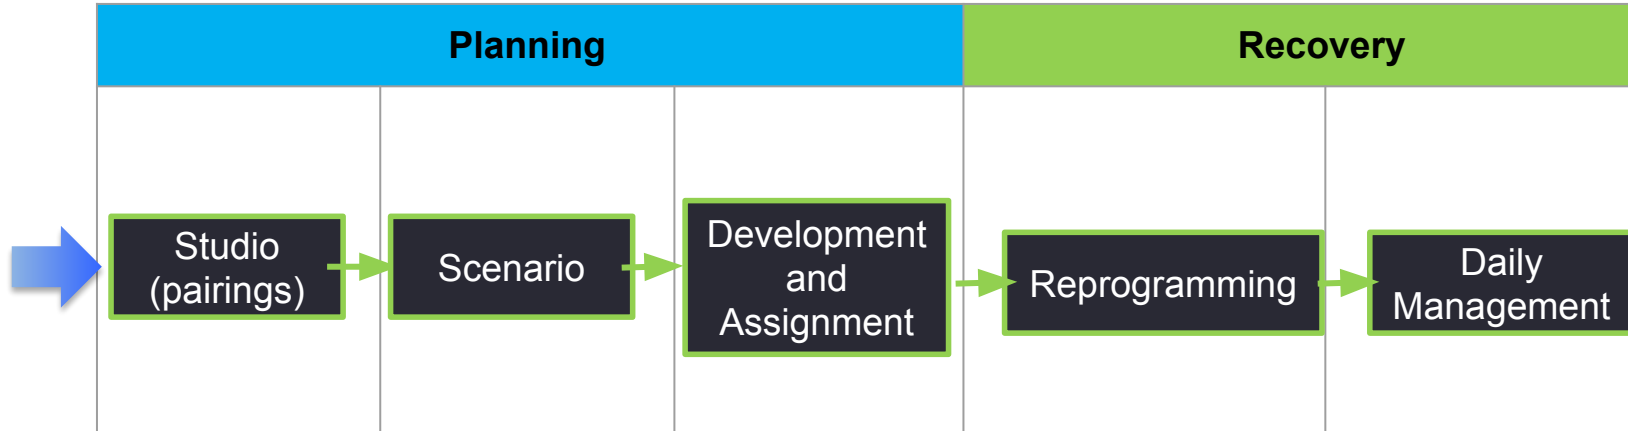 Planning
Recovery
Studio
(pairings)
Scenario
Development
and
Assignment
Reprogramming
Daily
Management